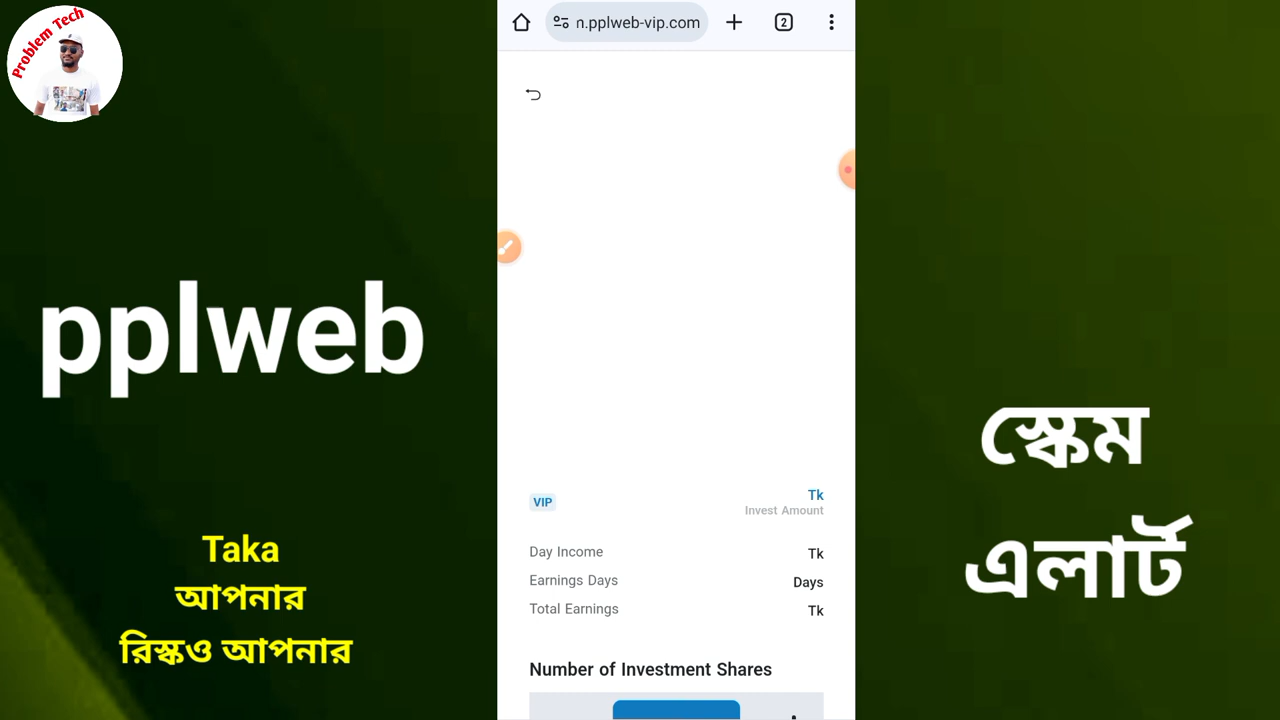 Problem Tech
n.pplweb-vip.com
2
pplweb
Taka
আপনার
রিস্কও আপনার
VIP
Tk
Invest Amount
Day Income
Tk
Earnings Days
Days
Total Earnings
Tk
Number of Investment Shares
স্কেম
এলার্ট